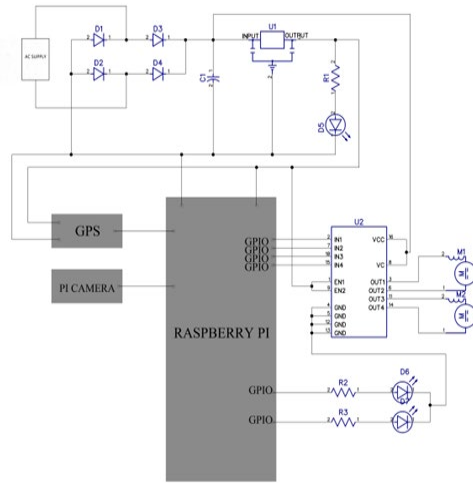 D1
D3
AC SUPPLY
D2
D4
C1
U1
INPUT
OUTPUT
R1
D5
GPS
PI CAMERA
RASPBERRY PI
GPIO
GPIO
GPIO
GPIO
U2
IN1
IN2
IN3
IN4
EN1
EN2
GND
GND
GND
GND
VCC
VC
OUT1
OUT2
OUT3
OUT4
M1
M2
GPIO
R2
D6
GPIO
R3